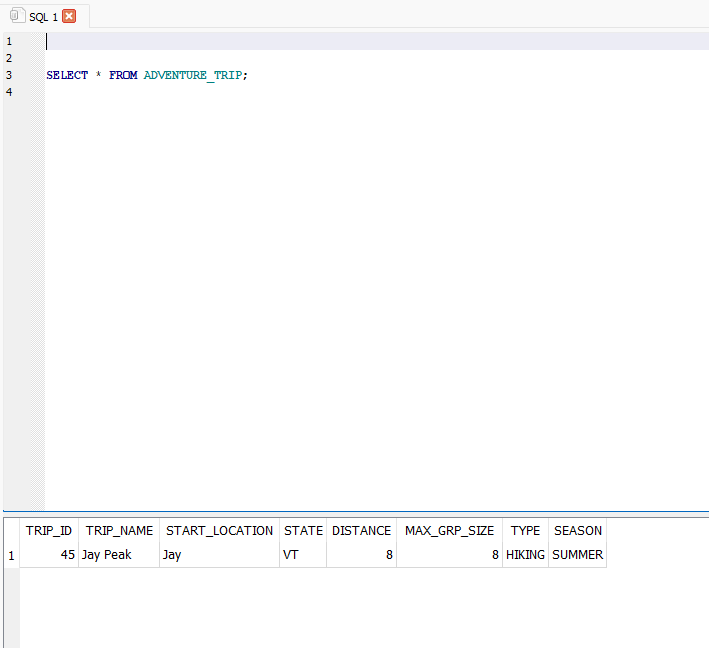 SQL 1
1
2
3 SELECT * FROM ADVENTURE_TRIP;
4
TRIP_ID TRIP_NAME START_LOCATION STATE DISTANCE MAX_GRP_SIZE TYPE SEASON
1 45 Jay Peak Jay VT 8 8 HIKING SUMMER